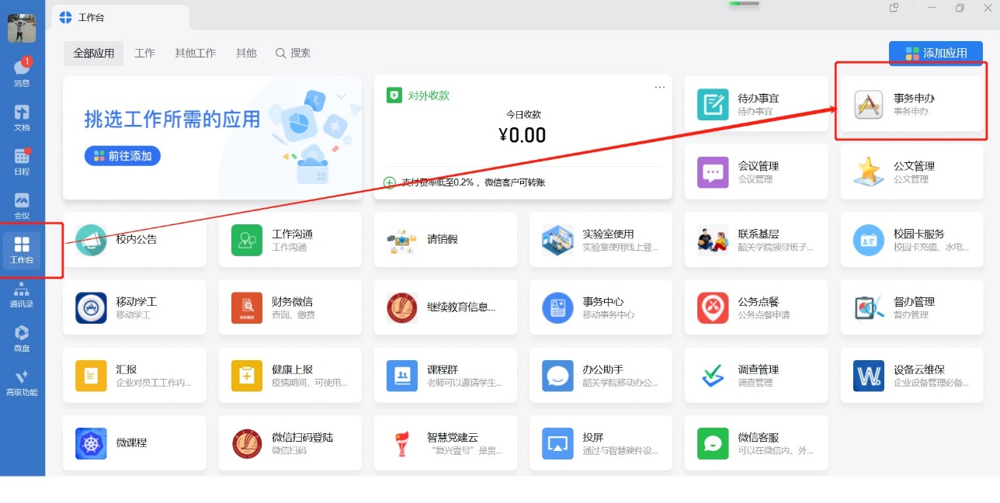 工作台
1
消息
文档
日程
会议
工作台
通讯录
微盘
高级功能
全部应用
工作
其他工作
其他
搜索
添加应用
挑选工作所需的应用
前往添加
对外收款
...
今日收款
¥0.00
支付费率低至0.2%，微信客户可转账
待办事宜
待办事宜
事务申办
事务申办
会议管理
会议管理
公文管理
公文管理
校内公告
工作沟通
工作沟通
请销假
实验室使用
实验室使用线上登...
联系基层
韶关学院领导班子...
校园卡服务
校园卡充值、水电...
移动学工
移动学工
财务微信
查询、缴费
继续教育信息...
事务中心
移动事务中心
公务点餐
公务点餐申请
督办管理
督办管理
汇报
企业对员工工作内...
健康上报
疫情期间，可使用...
课程群
老师可以邀请学生...
办公助手
韶关学院移动办公...
调查管理
调查管理
W
设备云维保
企业设备管理必备...
微课程
微信扫码登陆
微信扫码
智慧党建云
“复兴壹号”是贯...
投屏
通过与智慧硬件设...
微信客服
可以在微信内、外...